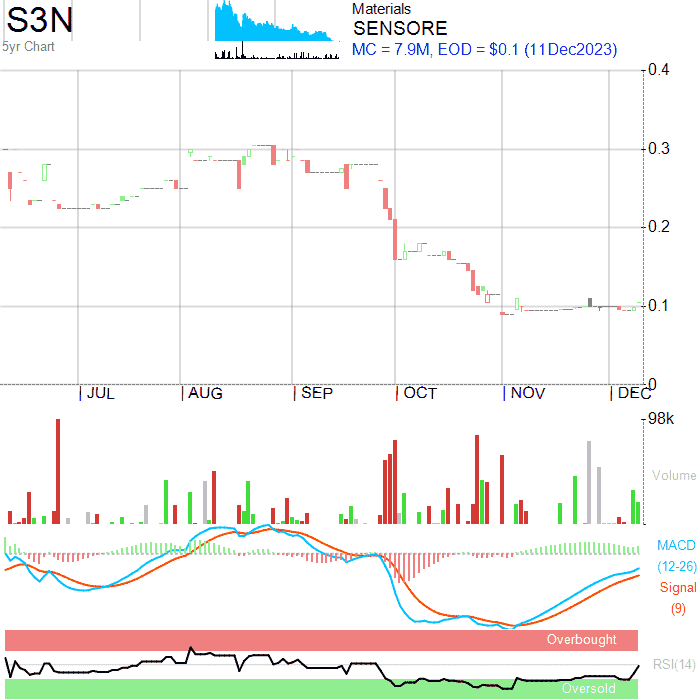 S3N
5yr Chart
Materials
SENSORE
MC = 7.9M, EOD = $0.1 (11Dec2023)
0.4
0.3
0.2
0.1
0
JUL AUG SEP OCT NOV DEC
98k
Volume
MACD
(12-26)
Signal
(9)
Overbought
RSI(14)
Oversold